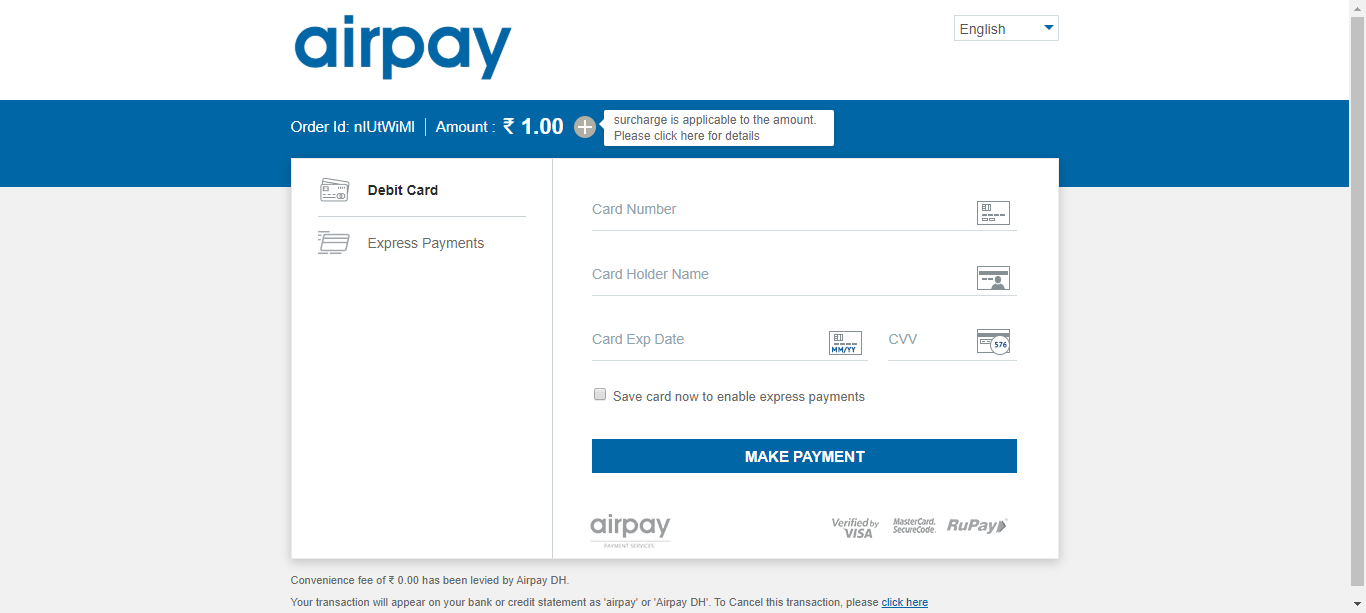 airpay
English
Order Id: nIUtWiMl | Amount : ₹ 1.00
surcharge is applicable to the amount.
Please click here for details
Debit Card
Express Payments
Card Number
Card Holder Name
Card Exp Date
MM/YY
CVV
576
Save card now to enable express payments
MAKE PAYMENT
airpay
PAYMENT SERVICES
Verified by
VISA
MasterCard.
SecureCode.
RuPay
Convenience fee of ₹ 0.00 has been levied by Airpay DH.
Your transaction will appear on your bank or credit statement as 'airpay' or 'Airpay DH'. To Cancel this transaction, please click here